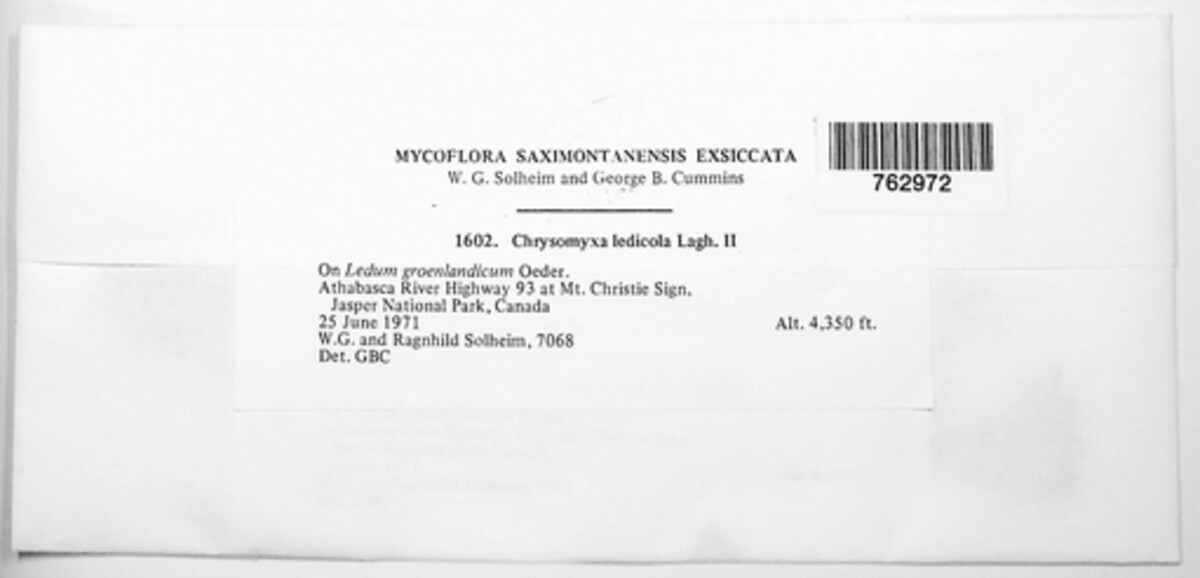 MYCOFLORA SAXIMONTANENSIS EXSICCATA
W. G. Solheim and George B. Cummins
762972
1602. Chrysomyxa ledicola Lagh. II
On Ledum groenlandicum Oeder.
Athabasca River Highway 93 at Mt. Christie Sign,
Jasper National Park, Canada
25 June 1971 Alt. 4,350 ft.
W.G. and Ragnhild Solheim, 7068
Det. GBC